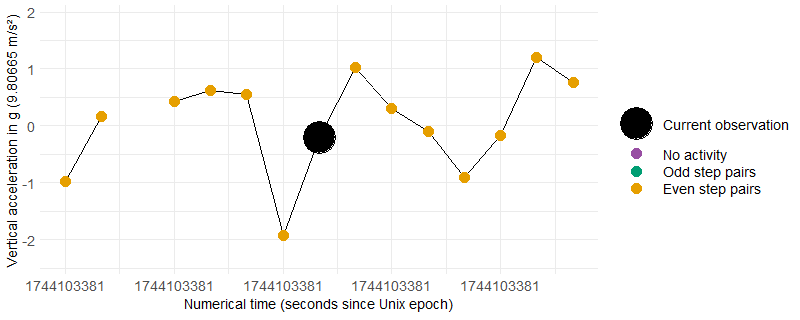 Vertical acceleration in g (9.80665 m/s²)
2
1
0
-1
-2
1744103381 1744103381 1744103381 1744103381 1744103381
Numerical time (seconds since Unix epoch)
Current observation
No activity
Odd step pairs
Even step pairs